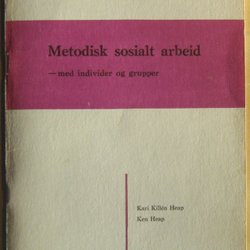 Metodisk sosialt arbeid
—med individer og grupper
Kari Killén Heap
Ken Heap